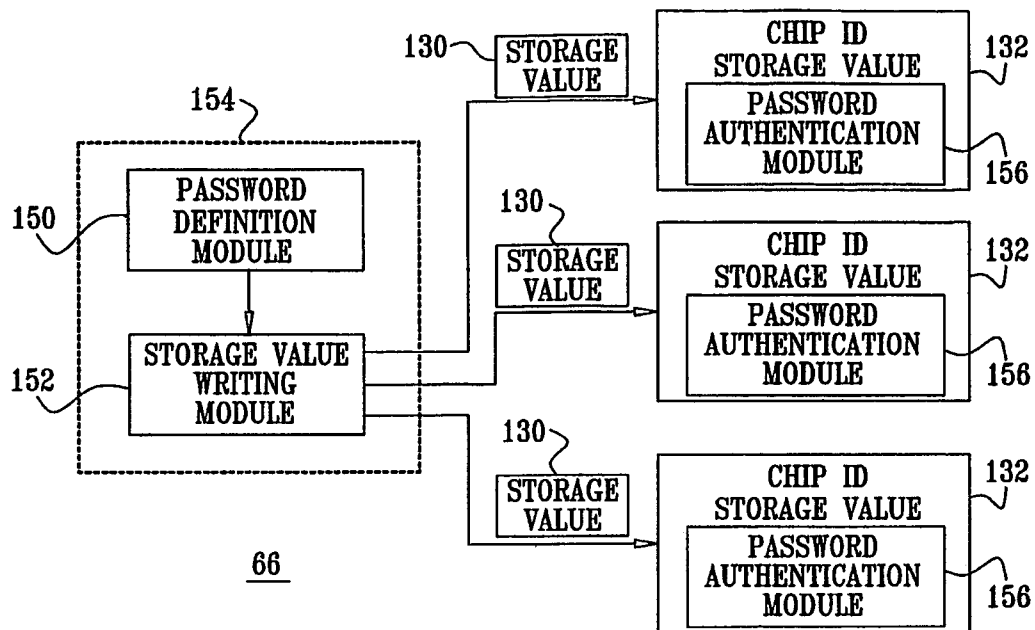 130
STORAGE
VALUE
CHIP ID
STORAGE VALUE
132
PASSWORD
AUTHENTICATION
MODULE
156
154
150
PASSWORD
DEFINITION
MODULE
130
STORAGE
VALUE
CHIP ID
STORAGE VALUE
132
PASSWORD
AUTHENTICATION
MODULE
156
152
STORAGE VALUE
WRITING
MODULE
130
STORAGE
VALUE
CHIP ID
STORAGE VALUE
132
PASSWORD
AUTHENTICATION
MODULE
156
66